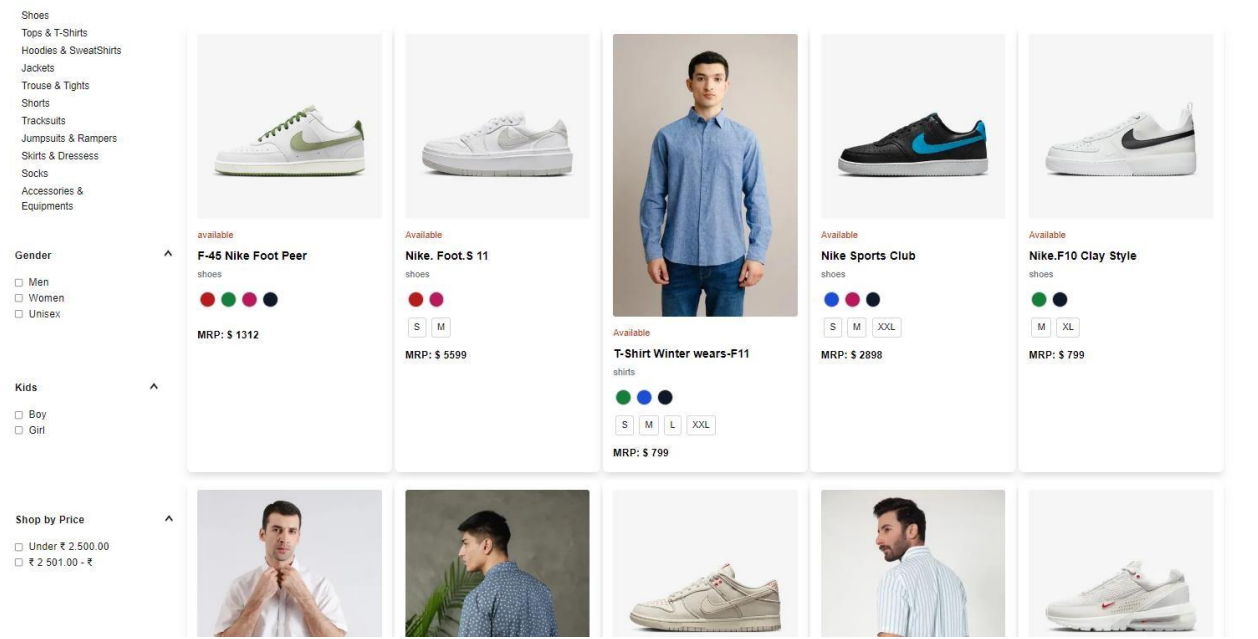 Shoes
Tops & T-Shirts
Hoodies & SweatShirts
Jackets
Trouse & Tights
Shorts
Tracksuits
Jumpsuits & Rampers
Skirts & Dressess
Socks
Accessories &
Equipments
Gender
Men
Women
Unisex
Kids
Boy
Girl
Shop by Price
Under ₹ 2.500.00
₹ 2 501.00 - ₹
available
F-45 Nike Foot Peer
shoes
MRP: $ 1312
Available
Nike. Foot.S 11
shoes
S M
MRP: $ 5599
Available
T-Shirt Winter wears-F11
shirts
S M L XXL
MRP: $ 799
Available
Nike Sports Club
shoes
S M XXL
MRP: $ 2898
Available
Nike.F10 Clay Style
shoes
M XL
MRP: $ 799